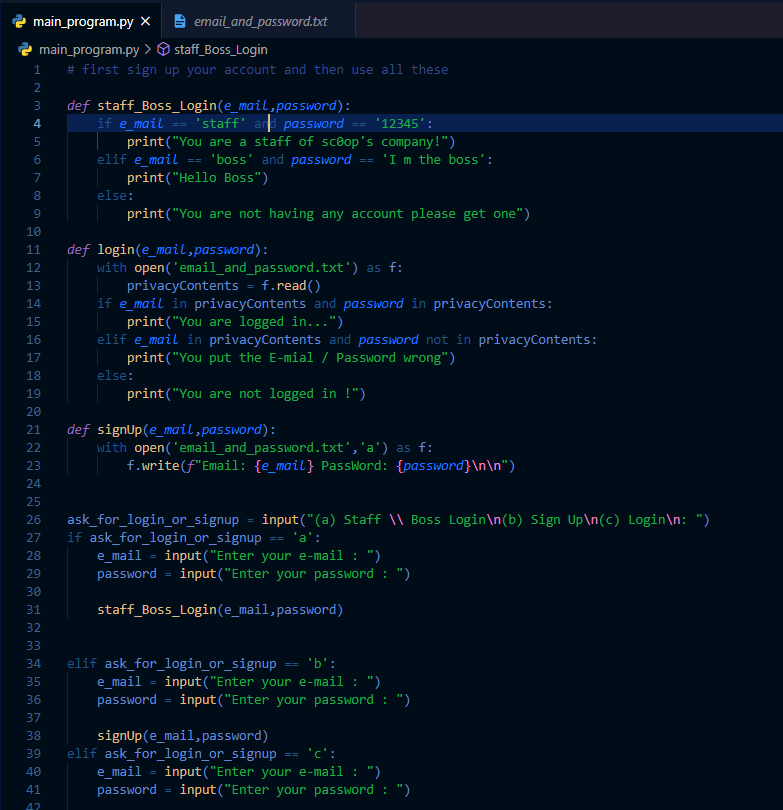 main_program.py × email_and_password.txt
main_program.py > staff_Boss_Login
1 # first sign up your account and then use all these
2
3 def staff_Boss_Login(e_mail,password):
4     if e_mail == 'staff' and password == '12345':
5         print("You are a staff of sc0op's company!")
6     elif e_mail == 'boss' and password == 'I m the boss':
7         print("Hello Boss")
8     else:
9         print("You are not having any account please get one")
10
11 def login(e_mail,password):
12     with open('email_and_password.txt') as f:
13         privacyContents = f.read()
14     if e_mail in privacyContents and password in privacyContents:
15         print("You are logged in...")
16     elif e_mail in privacyContents and password not in privacyContents:
17         print("You put the E-mial / Password wrong")
18     else:
19         print("You are not logged in !")
20
21 def signUp(e_mail,password):
22     with open('email_and_password.txt','a') as f:
23         f.write(f"Email: {e_mail} PassWord: {password}\n\n")
24
25
26 ask_for_login_or_signup = input("(a) Staff \\ Boss Login\n(b) Sign Up\n(c) Login\n: ")
27 if ask_for_login_or_signup == 'a':
28     e_mail = input("Enter your e-mail : ")
29     password = input("Enter your password : ")
30
31     staff_Boss_Login(e_mail,password)
32
33
34 elif ask_for_login_or_signup == 'b':
35     e_mail = input("Enter your e-mail : ")
36     password = input("Enter your password : ")
37
38     signUp(e_mail,password)
39 elif ask_for_login_or_signup == 'c':
40     e_mail = input("Enter your e-mail : ")
41     password = input("Enter your password : ")
42